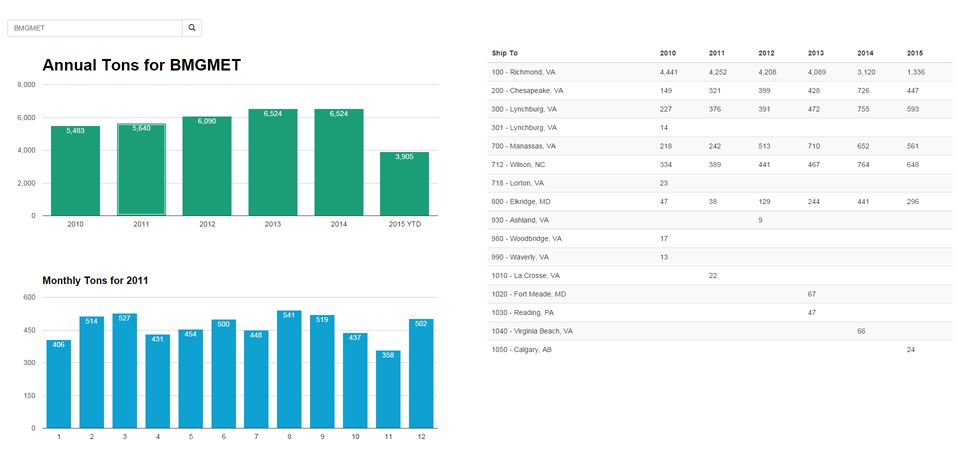 BMGMET
Annual Tons for BMGMET
8,000
6,000
4,000
2,000
0
5,483
5,640
6,090
6,524
6,524
3,905
2010
2011
2012
2013
2014
2015 YTD
Monthly Tons for 2011
600
450
300
150
0
406
514
527
431
454
500
448
541
519
437
358
502
1
2
3
4
5
6
7
8
9
10
11
12
Ship To 2010 2011 2012 2013 2014 2015
100 - Richmond, VA 4,441 4,252 4,208 4,089 3,120 1,336
200 - Chesapeake, VA 149 321 399 428 726 447
300 - Lynchburg, VA 227 376 391 472 755 593
301 - Lynchburg, VA 14
700 - Manassas, VA 218 242 513 710 652 561
712 - Wilson, NC 334 389 441 467 764 648
718 - Lorton, VA 23
800 - Elkridge, MD 47 38 129 244 441 296
930 - Ashland, VA 9
980 - Woodbridge, VA 17
990 - Waverly, VA 13
1010 - La Crosse, VA 22
1020 - Fort Meade, MD 67
1030 - Reading, PA 47
1040 - Virginia Beach, VA 66
1050 - Calgary, AB 24